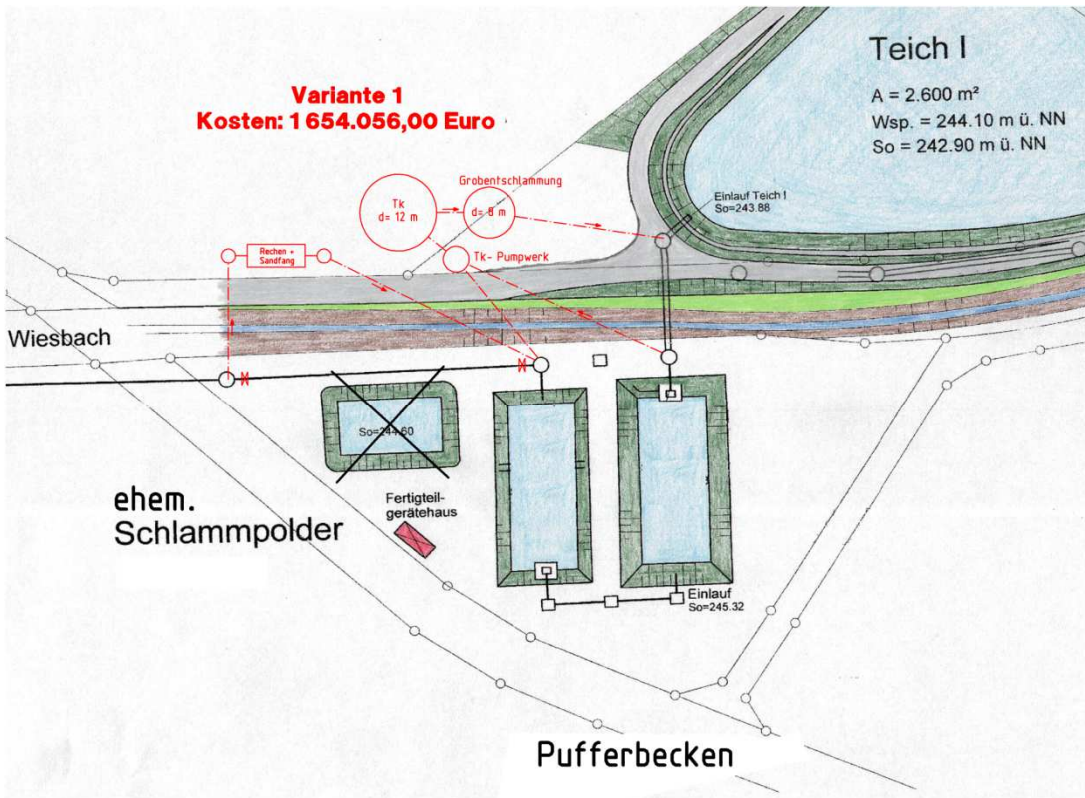 Teich I
A = 2.600 m²
Wsp. = 244.10 m ü. NN
So = 242.90 m ü. NN
Variante 1
Kosten: 1 654.056,00 Euro
Grobentschlammung
Tk
d= 12 m
d= 8 m
Einlauf Teich I
So=243.88
Rechen +
Sandfang
Tk- Pumpwerk
Wiesbach
So=244.60
Fertigteil-
gerätehaus
ehem.
Schlammpolder
Einlauf
So=245.32
Pufferbecken